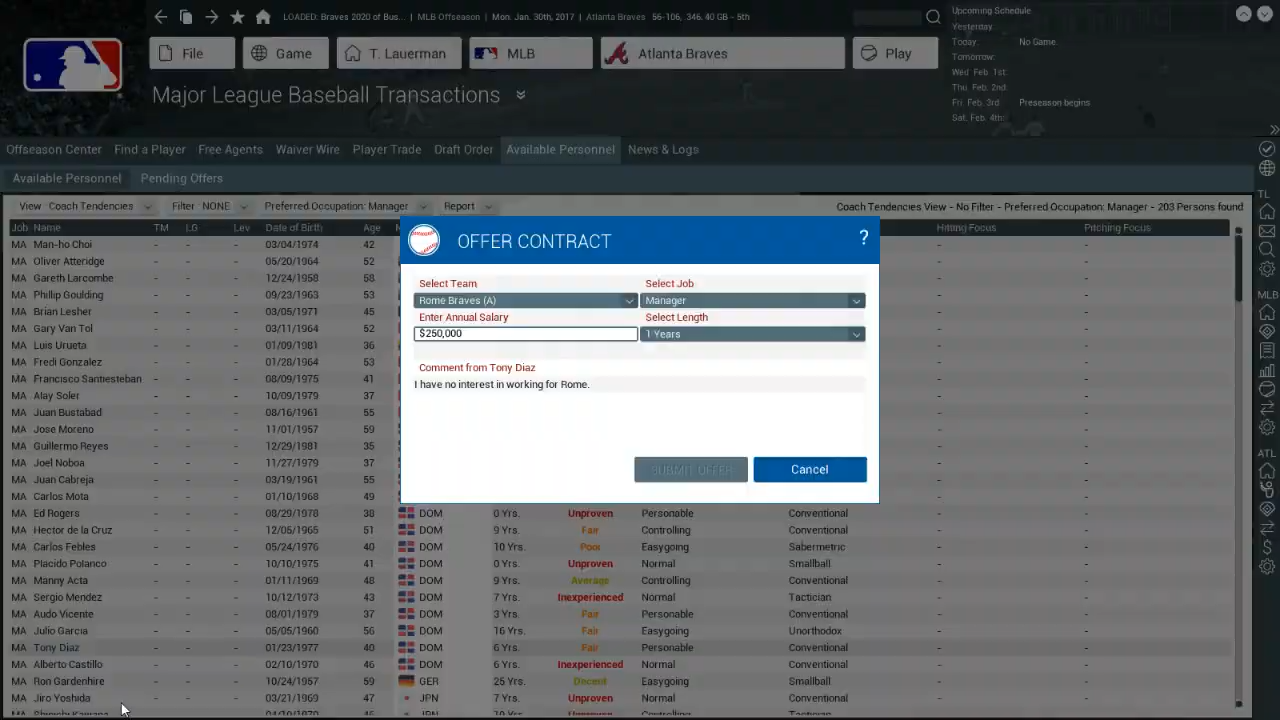 LOADED: Braves 2020 of Bus... | MLB Offseason | Mon. Jan. 30th, 2017 | Atlanta Braves 56-106, .346, 40 GB - 5th
Upcoming Schedule
Yesterday:
Today: No Game.
Tomorrow:
Wed. Feb. 1st:
Thu. Feb. 2nd:
Fri. Feb. 3rd: Preseason begins
Sat. Feb. 4th:
File Game T. Lauerman MLB Atlanta Braves Play
Major League Baseball Transactions
Offseason Center Find a Player Free Agents Waiver Wire Player Trade Draft Order Available Personnel News & Logs
Available Personnel Pending Offers
View : Coach Tendencies Filter : NONE Preferred Occupation: Manager Report Coach Tendencies View - No Filter - Preferred Occupation: Manager - 203 Persons found
Job Name TM LG Lev Date of Birth Age Hitting Focus Pitching Focus
MA Man-ho Choi - - - 03/04/1974 42 - -
MA Oliver Atteridge - - - 05/20/1964 52 - -
MA Gareth Larcombe - - - 12/24/1958 58 - -
MA Phillip Goulding - - - 09/23/1963 53 - -
MA Brian Lesher - - - 03/05/1971 45 - -
MA Gary Van Tol - - - 03/11/1964 52 - -
MA Luis Urueta - - - 01/09/1981 36 - -
MA Fredi Gonzalez - - - 01/28/1964 53 - -
MA Francisco Santiesteban - - - 08/09/1975 41 - -
MA Alay Soler - - - 10/09/1979 37 - -
MA Juan Bustabad - - - 08/16/1961 55 - -
MA Jose Moreno - - - 11/01/1957 59 - -
MA Guillermo Reyes - - - 12/29/1981 35 - -
MA Joel Noboa - - - 11/27/1979 37 - -
MA Juan Cabreja - - - 03/19/1961 55 - -
MA Carlos Mota - - - 01/10/1968 49 - -
MA Ed Rogers - - - 08/29/1978 38 DOM 0 Yrs. Unproven Personable Conventional - -
MA Hector de la Cruz - - - 12/05/1965 51 DOM 9 Yrs. Fair Controlling Conventional - -
MA Carlos Febles - - - 05/24/1976 40 DOM 10 Yrs. Poor Easygoing Sabermetric - -
MA Placido Polanco - - - 10/10/1975 41 DOM 0 Yrs. Unproven Normal Smallball - -
MA Manny Acta - - - 01/11/1969 48 DOM 9 Yrs. Average Controlling Conventional - -
MA Sergio Mendez - - - 10/12/1973 43 DOM 7 Yrs. Inexperienced Normal Tactician - -
MA Audo Vicente - - - 08/01/1979 37 DOM 3 Yrs. Fair Personable Conventional - -
MA Julio Garcia - - - 05/05/1960 56 DOM 16 Yrs. Fair Easygoing Unorthodox - -
MA Tony Diaz - - - 01/23/1977 40 DOM 6 Yrs. Fair Personable Conventional - -
MA Alberto Castillo - - - 02/10/1970 46 DOM 6 Yrs. Inexperienced Normal Conventional - -
MA Ron Gardenhire - - - 10/24/1957 59 GER 25 Yrs. Decent Easygoing Smallball - -
MA Jiro Yoshida - - - 03/21/1969 47 JPN 7 Yrs. Unproven Normal Conventional - -
OFFER CONTRACT ?
Select Team Select Job
Rome Braves (A) Manager
Enter Annual Salary Select Length
$250,000 1 Years
Comment from Tony Diaz
I have no interest in working for Rome.
SUBMIT OFFER Cancel
TL
MLB
ATL